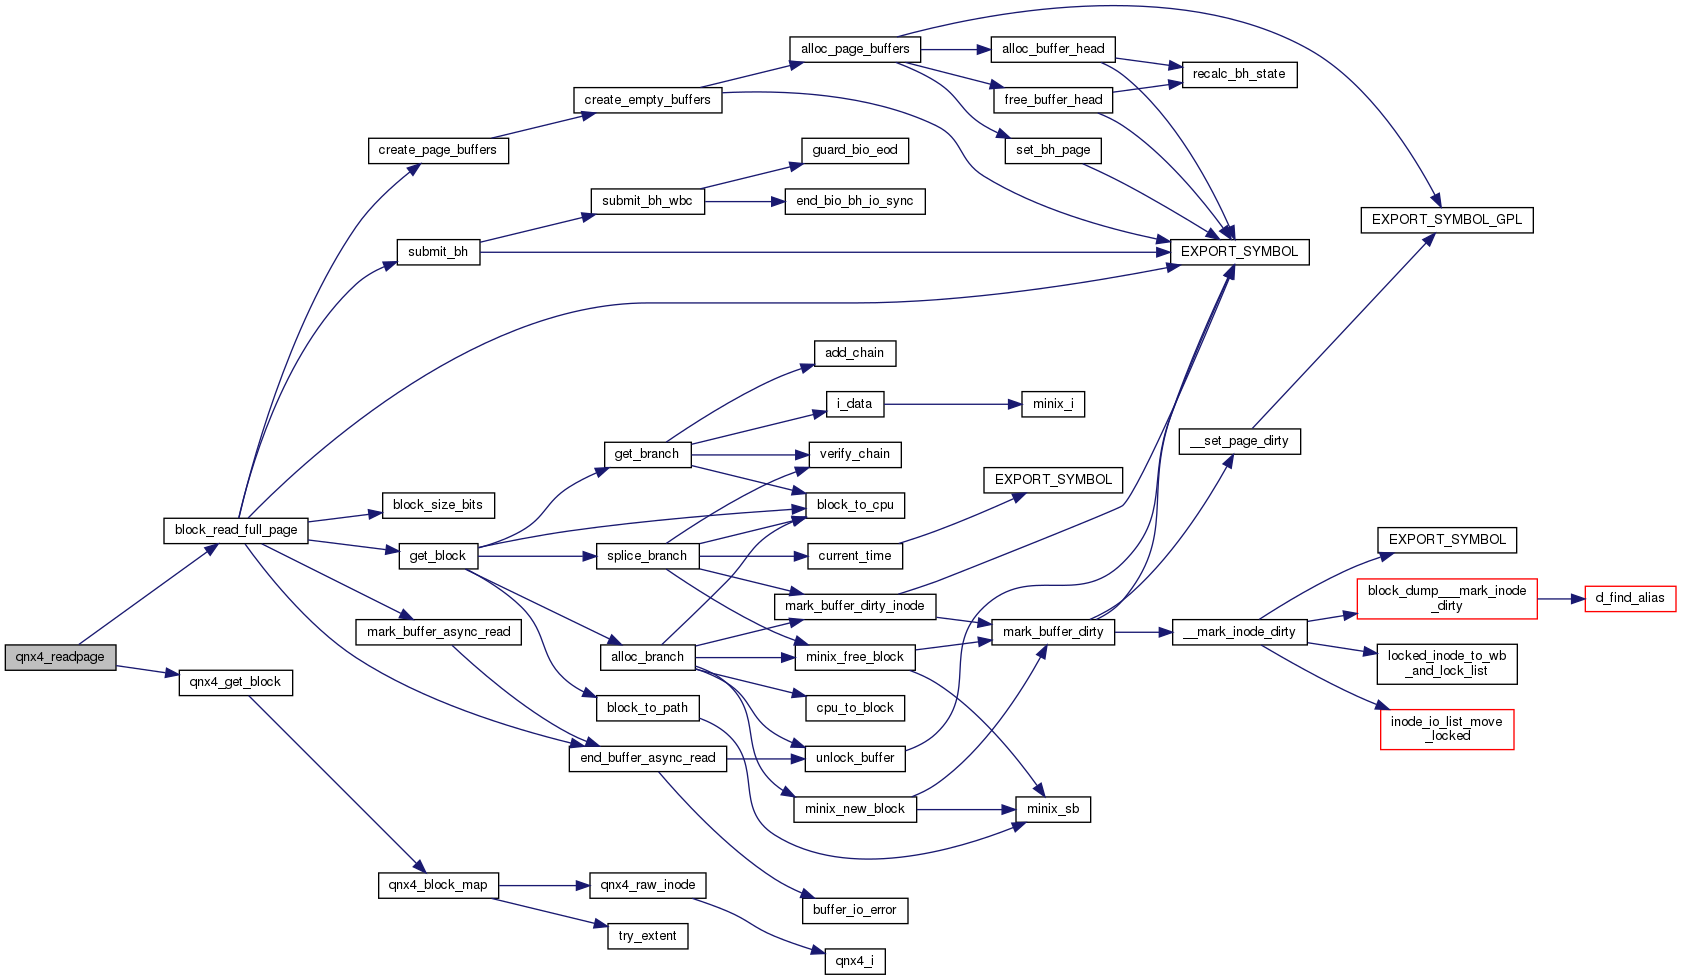 alloc_page_buffers
alloc_buffer_head
recalc_bh_state
create_empty_buffers
free_buffer_head
create_page_buffers
guard_bio_eod
set_bh_page
submit_bh_wbc
end_bio_bh_io_sync
EXPORT_SYMBOL_GPL
submit_bh
EXPORT_SYMBOL
add_chain
i_data
minix_i
get_branch
verify_chain
__set_page_dirty
EXPORT_SYMBOL
block_size_bits
block_to_cpu
block_read_full_page
get_block
splice_branch
current_time
EXPORT_SYMBOL
mark_buffer_dirty_inode
block_dump___mark_inode
_dirty
d_find_alias
mark_buffer_async_read
mark_buffer_dirty
__mark_inode_dirty
qnx4_readpage
alloc_branch
minix_free_block
locked_inode_to_wb
_and_lock_list
qnx4_get_block
block_to_path
cpu_to_block
inode_io_list_move
_locked
end_buffer_async_read
unlock_buffer
minix_new_block
minix_sb
qnx4_block_map
qnx4_raw_inode
buffer_io_error
try_extent
qnx4_i